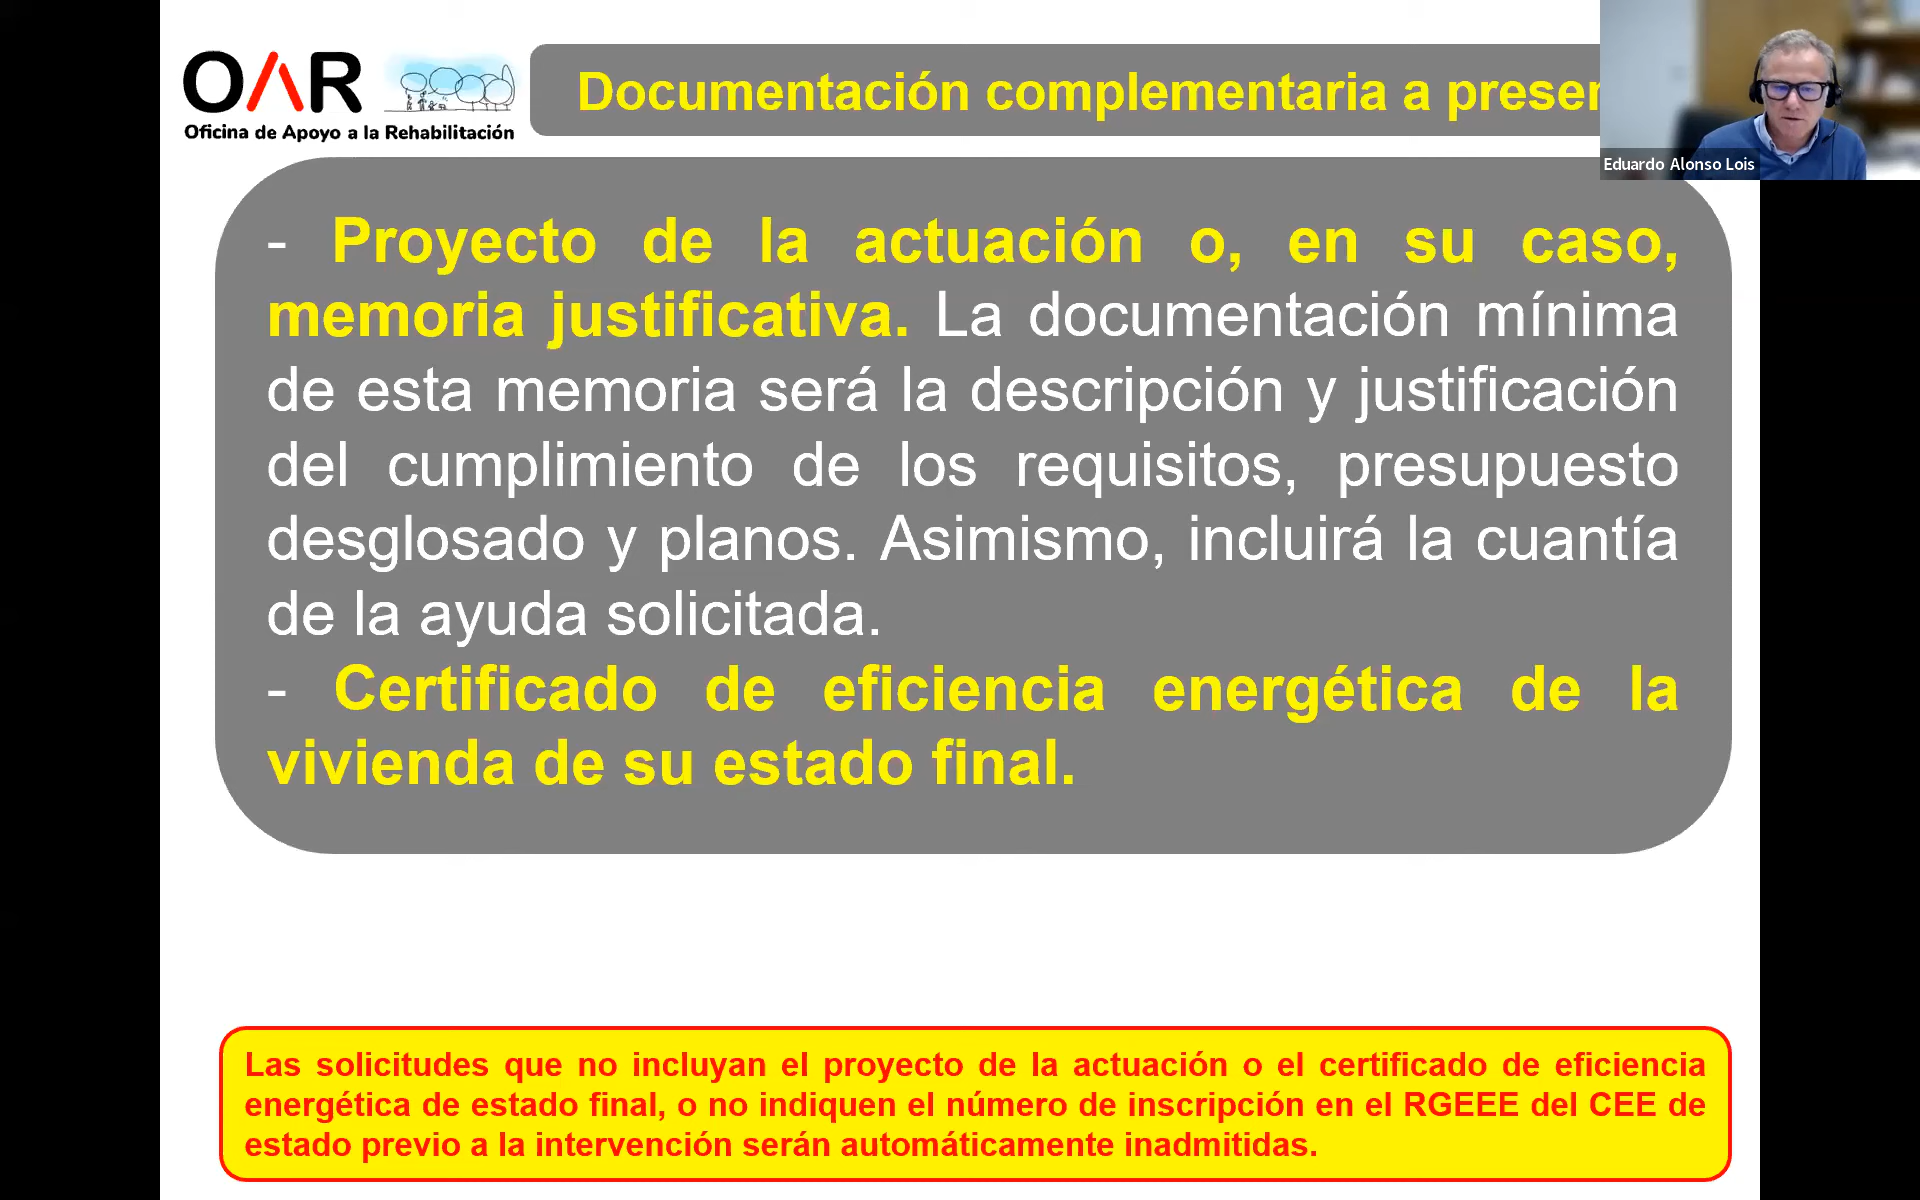 OAR
Oficina de Apoyo a la Rehabilitación
Documentación complementaria a
Eduardo Alonso Lois
- Proyecto de la actuación o, en su caso,
memoria justificativa. La documentación mínima
de esta memoria será la descripción y justificación
del cumplimiento de los requisitos, presupuesto
desglosado y planos. Asimismo, incluirá la cuantía
de la ayuda solicitada.
- Certificado de eficiencia energética de la
vivienda de su estado final.
Las solicitudes que no incluyan el proyecto de la actuación o el certificado de eficiencia
energética de estado final, o no indiquen el número de inscripción en el RGEEE del CEE de
estado previo a la intervención serán automáticamente inadmitidas.